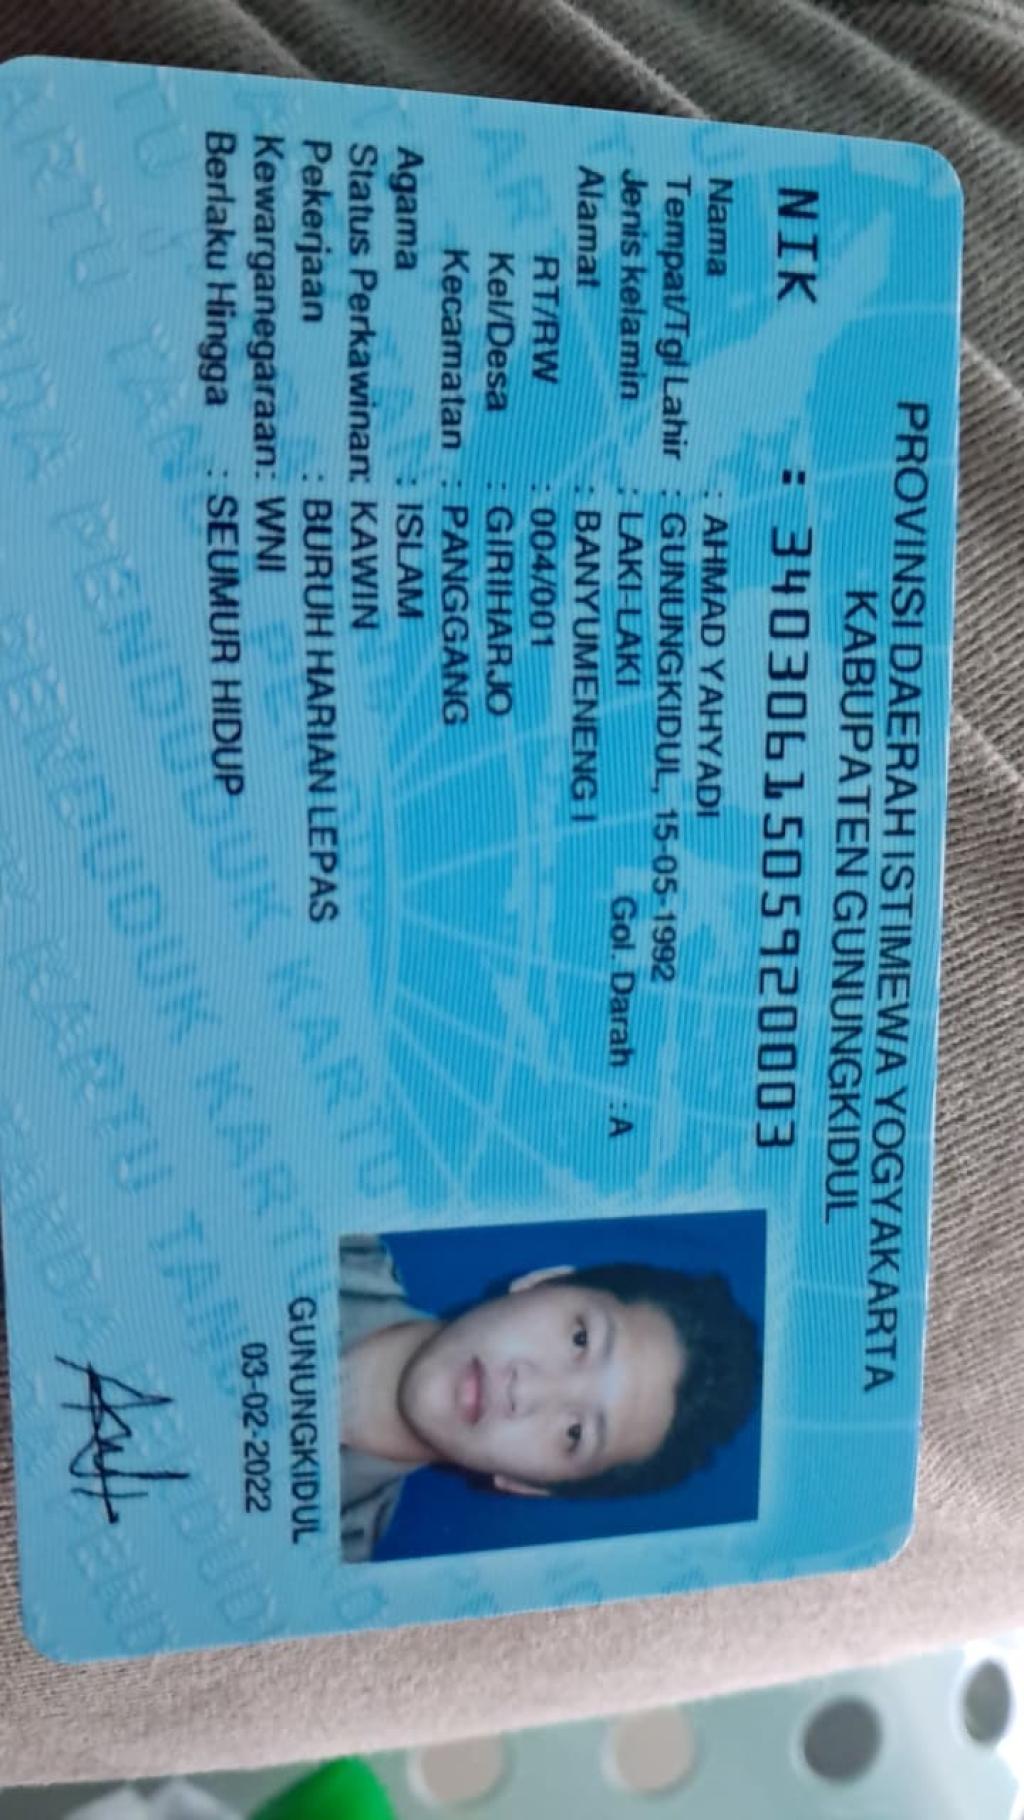 PROVINSI DAERAH ISTIMEWA YOGYAKARTA
KABUPATEN GUNUNGKIDUL
NIK : 3403061505920003
Nama : AHMAD YAHYADI
Tempat/Tgl Lahir : GUNUNGKIDUL, 15-05-1992
Jenis kelamin : LAKI-LAKI Gol. Darah : A
Alamat : BANYUMENENG I
RT/RW : 004/001
Kel/Desa : GIRIHARJO
Kecamatan : PANGGANG
Agama : ISLAM
Status Perkawinan: KAWIN
Pekerjaan : BURUH HARIAN LEPAS
Kewarganegaraan: WNI
Berlaku Hingga : SEUMUR HIDUP
GUNUNGKIDUL
03-02-2022